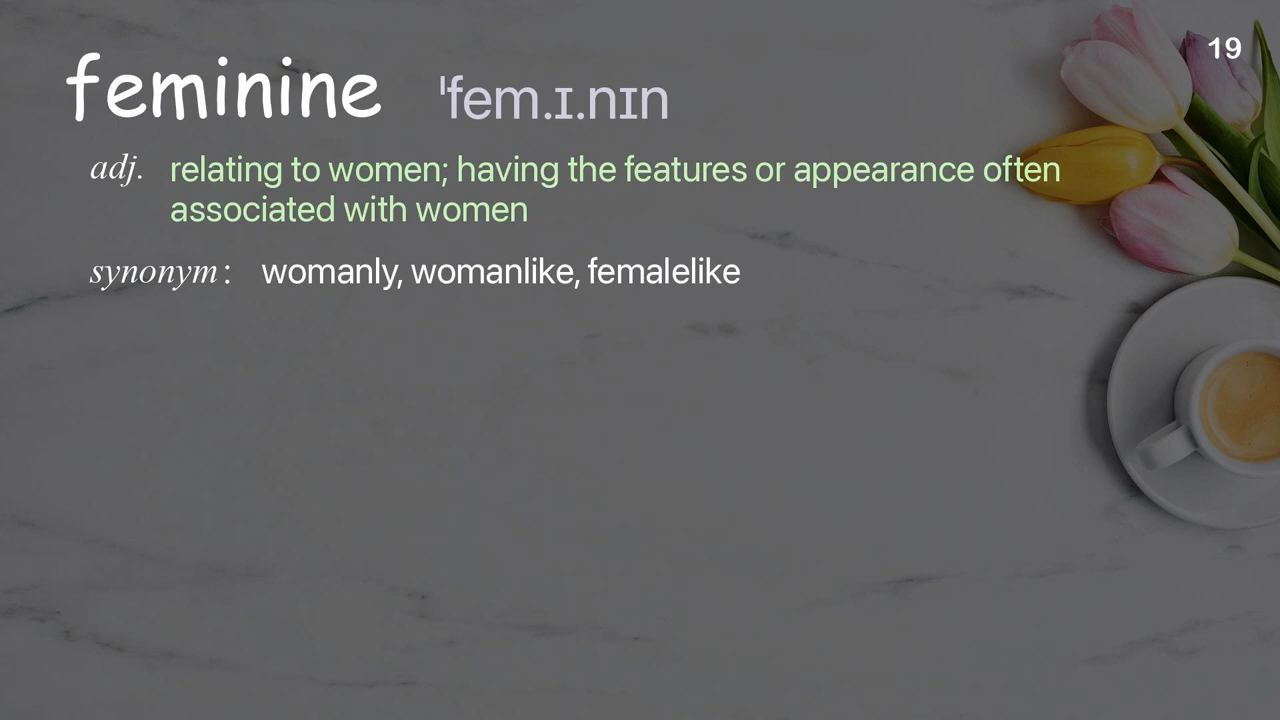 19
feminine ˈfem.ɪ.nɪn
adj. relating to women; having the features or appearance often
associated with women
synonym: womanly, womanlike, femalelike